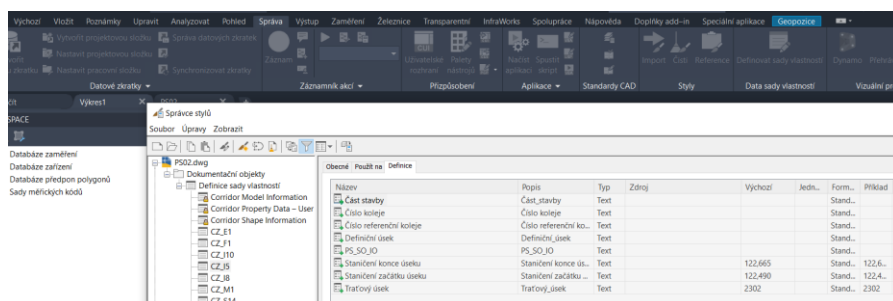 Výchozí Vložit Poznámky Upravit Analyzovat Pohled Správa Výstup Zaměření Železnice Transparentní InfraWorks Spolupráce Nápověda Doplňky add-in Speciální aplikace Geopozice
Vytvořit projektovou složku Správa datových zkratek
Nastavit projektovou složku
zkratku Nastavit pracovní složku Synchronizovat zkratky
Záznam
Uživatelské rozhraní Palety nástrojů Načíst aplikaci Spustit skript
Import Čistí Reference Definovat sady vlastností Dynamo
Datové zkratky Záznamník akcí Přizpůsobení Aplikace Standardy CAD Styly Data sady vlastností Vizuální
Výkres1 PS02
SPACE
Databáze zaměření
Databáze zařízení
Databáze předpon polygonů
Sady měřických kódů
Správce stylů
Soubor Úpravy Zobrazit
PS02.dwg
Dokumentační objekty
Definice sady vlastností
Corridor Model Information
Corridor Property Data – User
Corridor Shape Information
CZ_E1
CZ_F1
CZ_I10
CZ_I5
CZ_I8
CZ_M1
CZ_S14
Obecné Použít na Definice
Název Popis Typ Zdroj Výchozí Jedn... Form... Příklad
Část stavby Část_stavby Text Stand...
Číslo koleje Číslo koleje Text Stand...
Číslo referenční koleje Číslo referenční ko... Text Stand...
Definiční úsek Definiční_úsek Text Stand...
PS_SO_IO PS_SO_IO Text Stand...
Staničení konce úseku Staničení konce ús... Text 122,665 Stand... 122,6...
Staničení začátku úseku Staničení začátku ... Text 122,490 Stand... 122,4...
Traťový úsek Traťový_úsek Text 2302 Stand... 2302